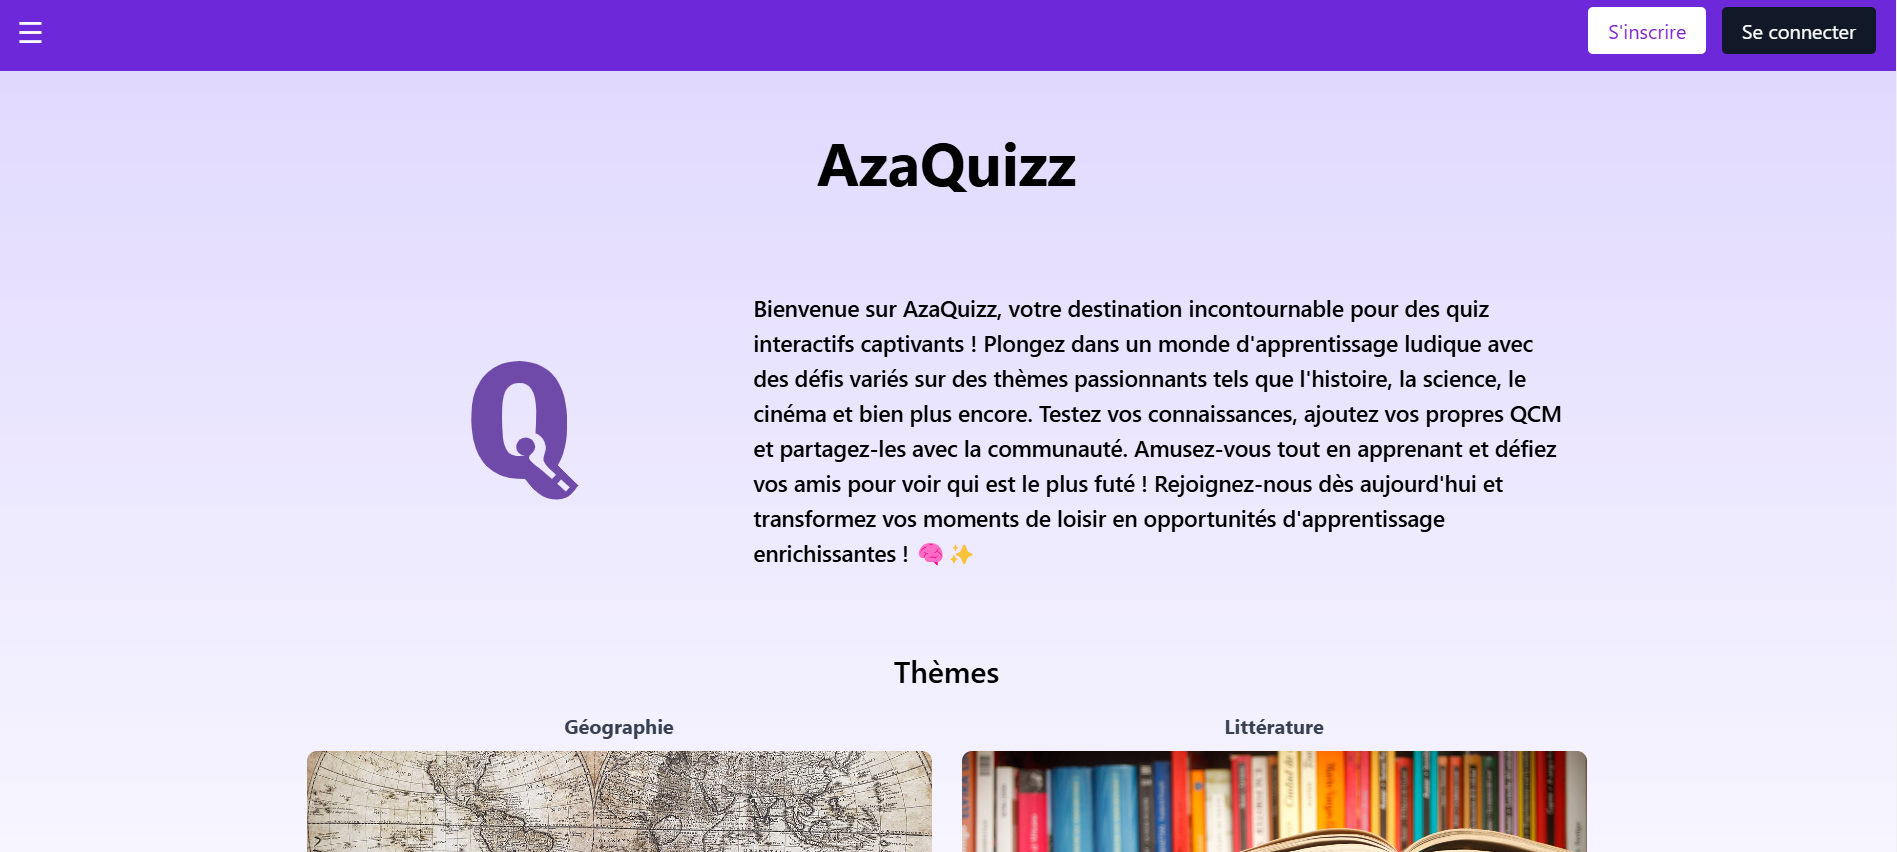 ☰
S'inscrire
Se connecter
AzaQuizz
Q
Bienvenue sur AzaQuizz, votre destination incontournable pour des quiz
interactifs captivants ! Plongez dans un monde d'apprentissage ludique avec
des défis variés sur des thèmes passionnants tels que l'histoire, la science, le
cinéma et bien plus encore. Testez vos connaissances, ajoutez vos propres QCM
et partagez-les avec la communauté. Amusez-vous tout en apprenant et défiez
vos amis pour voir qui est le plus futé ! Rejoignez-nous dès aujourd'hui et
transformez vos moments de loisir en opportunités d'apprentissage
enrichissantes ! 🧠✨
Thèmes
Géographie
Littérature